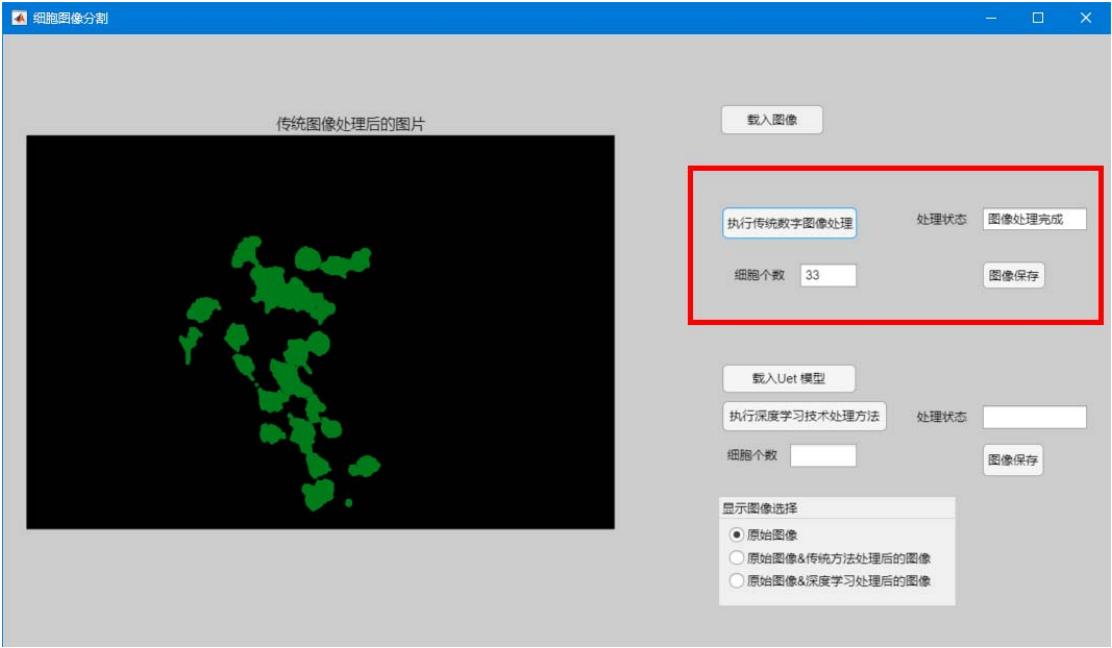 细胞图像分割
传统图像处理后的图片
载入图像
执行传统数字图像处理
处理状态 图像处理完成
细胞个数 33
图像保存
载入Uet 模型
执行深度学习技术处理方法
处理状态
细胞个数
图像保存
显示图像选择
原始图像
原始图像&传统方法处理后的图像
原始图像&深度学习处理后的图像